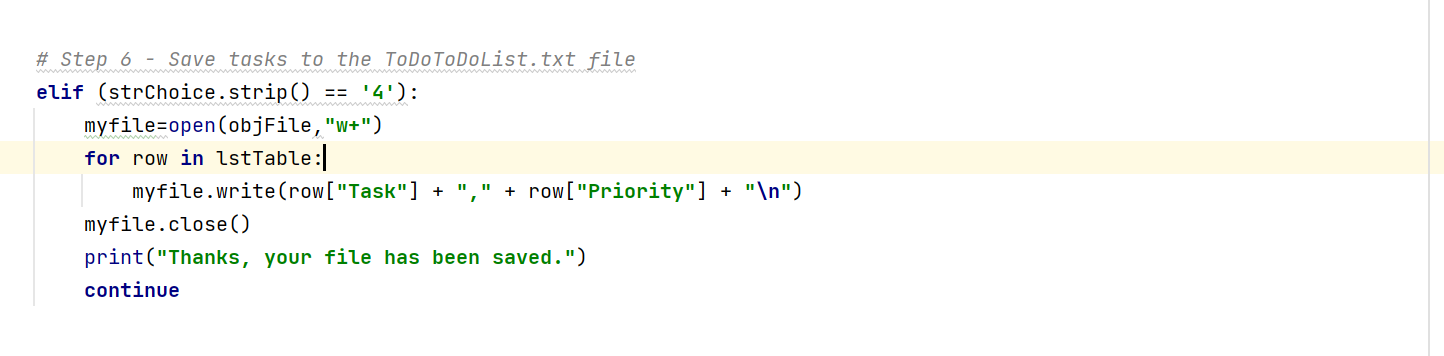 # Step 6 - Save tasks to the ToDoToDoList.txt file
elif (strChoice.strip() == '4'):
    myfile=open(objFile,"w+")
    for row in lstTable:
        myfile.write(row["Task"] + "," + row["Priority"] + "\n")
    myfile.close()
    print("Thanks, your file has been saved.")
    continue